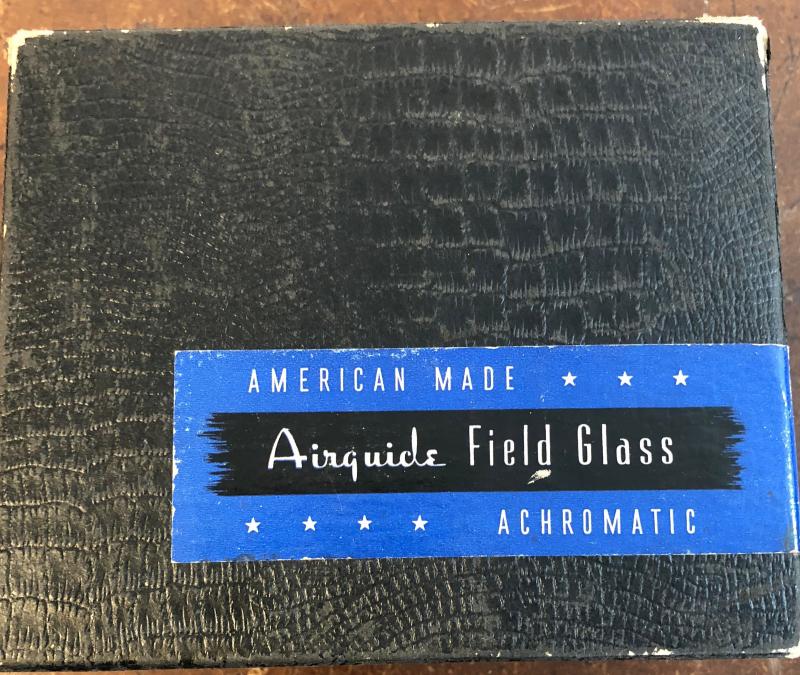 AMERICAN MADE ★ ★ ★
Airguide Field Glass
★ ★ ★ ★ ACHROMATIC